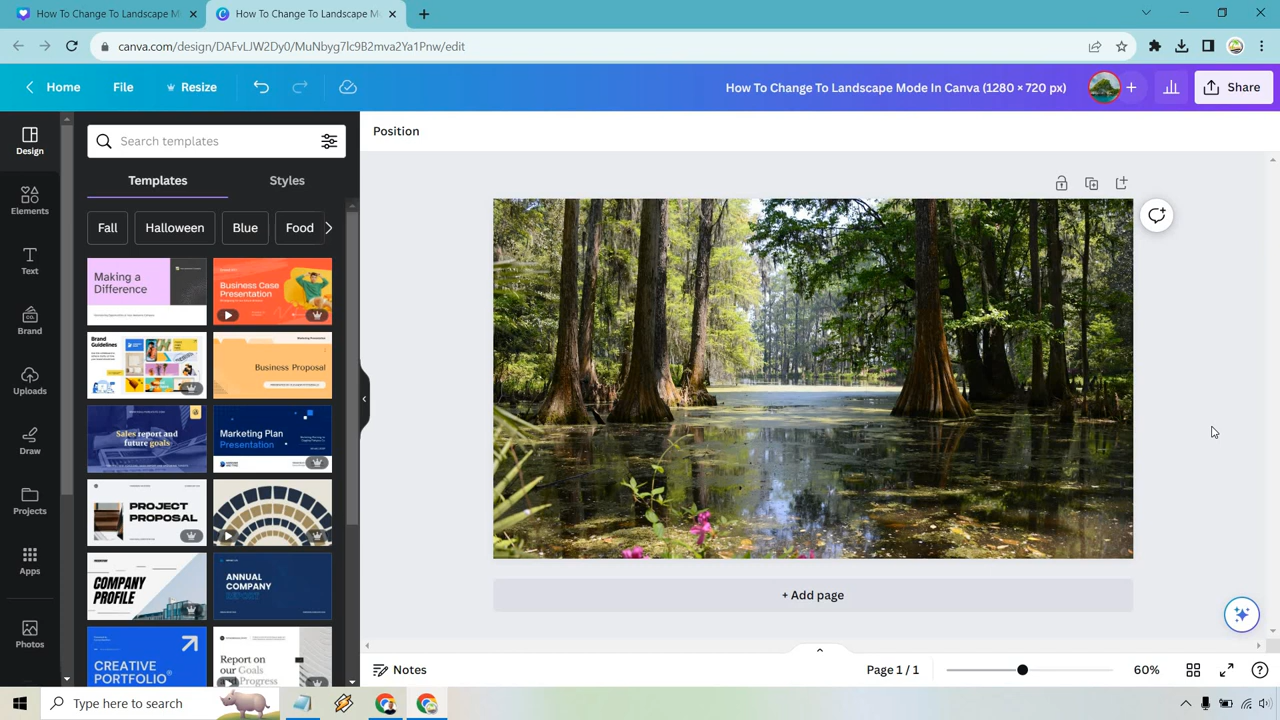 How To Change To Landscape M
How To Change To Landscape Mo
canva.com/design/DAFvLJW2Dy0/MuNbyg7lc9B2mva2Ya1Pnw/edit
Home
File
Resize
How To Change To Landscape Mode In Canva (1280 × 720 px)
Share
Design
Elements
Text
Brand
Uploads
Draw
Projects
Apps
Photos
Search templates
Templates
Styles
Fall
Halloween
Blue
Food
Making a
Difference
Business Case
Presentation
Brand
Guidelines
Business Proposal
Sales report and
future goals
Marketing Plan
Presentation
PROJECT
PROPOSAL
COMPANY
PROFILE
ANNUAL
COMPANY
CREATIVE
PORTFOLIO
Report on
our Goals
and Progress
Position
+ Add page
Notes
Page 1 / 1
60%
Type here to search